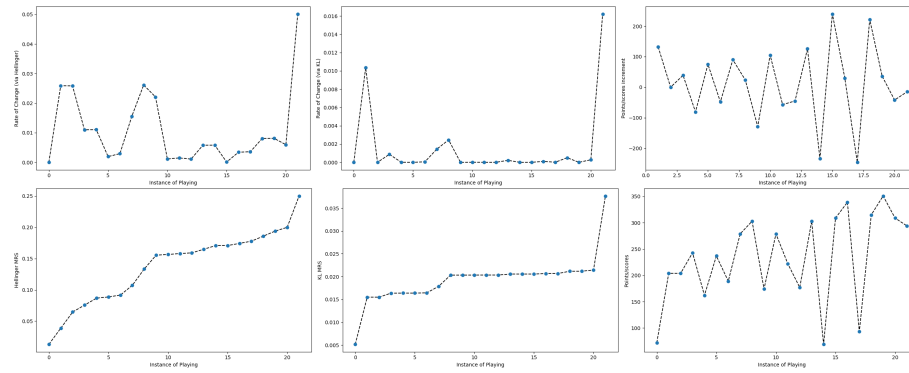 0.05
0.04
0.03
0.02
0.01
0.00
Rate of Change (via Hellinger)
0 5 10 15 20
Instance of Playing
0.016
0.014
0.012
0.010
0.008
0.006
0.004
0.002
0.000
Rate of Change (via KL)
0 5 10 15 20
Instance of Playing
200
100
0
−100
−200
Points/scores Increment
0.0 2.5 5.0 7.5 10.0 12.5 15.0 17.5 20.0
Instance of Playing
0.25
0.20
0.15
0.10
0.05
Hellinger MRS
0 5 10 15 20
Instance of Playing
0.035
0.030
0.025
0.020
0.015
0.010
0.005
KL MRS
0 5 10 15 20
Instance of Playing
350
300
250
200
150
100
Points/scores
0 5 10 15 20
Instance of Playing